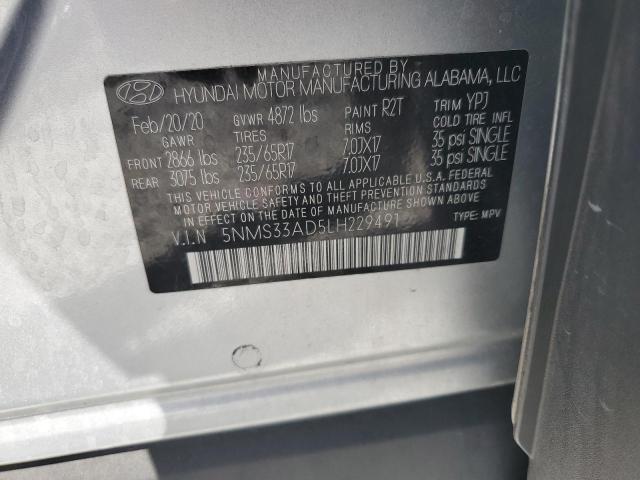 MANUFACTURED BY
HYUNDAI MOTOR MANUFACTURING ALABAMA, LLC
Feb/20/20 GVWR 4872 lbs PAINT R2T TRIM YPJ
GAWR TIRES RIMS COLD TIRE INFL
FRONT 2866 lbs 235/65R17 7.0JX17 35 psi SINGLE
REAR 3075 lbs 235/65R17 7.0JX17 35 psi SINGLE
THIS VEHICLE CONFORMS TO ALL APPLICABLE U.S.A. FEDERAL
MOTOR VEHICLE SAFETY AND THEFT PREVENTION STANDARDS
IN EFFECT ON THE DATE OF MANUFACTURE SHOWN ABOVE.
V.I.N 5NMS33AD5LH229491 TYPE: MPV